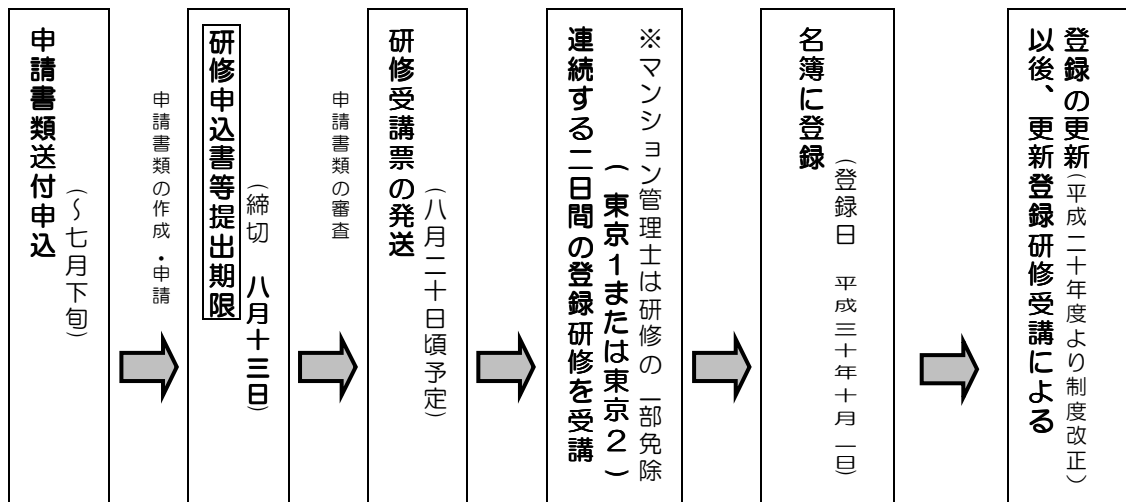 申請書類送付申込
（～七月下旬）
申請書類の作成・申請
研修申込書等提出期限
（締切　八月十三日）
申請書類の審査
研修受講票の発送
（八月二十日頃予定）
連続する二日間の登録研修を受講
（東京1または東京2）
※マンション管理士は研修の一部免除
名簿に登録
（登録日　平成三十年十月一日）
以後、更新登録研修受講による
登録の更新（平成二十年度より制度改正）